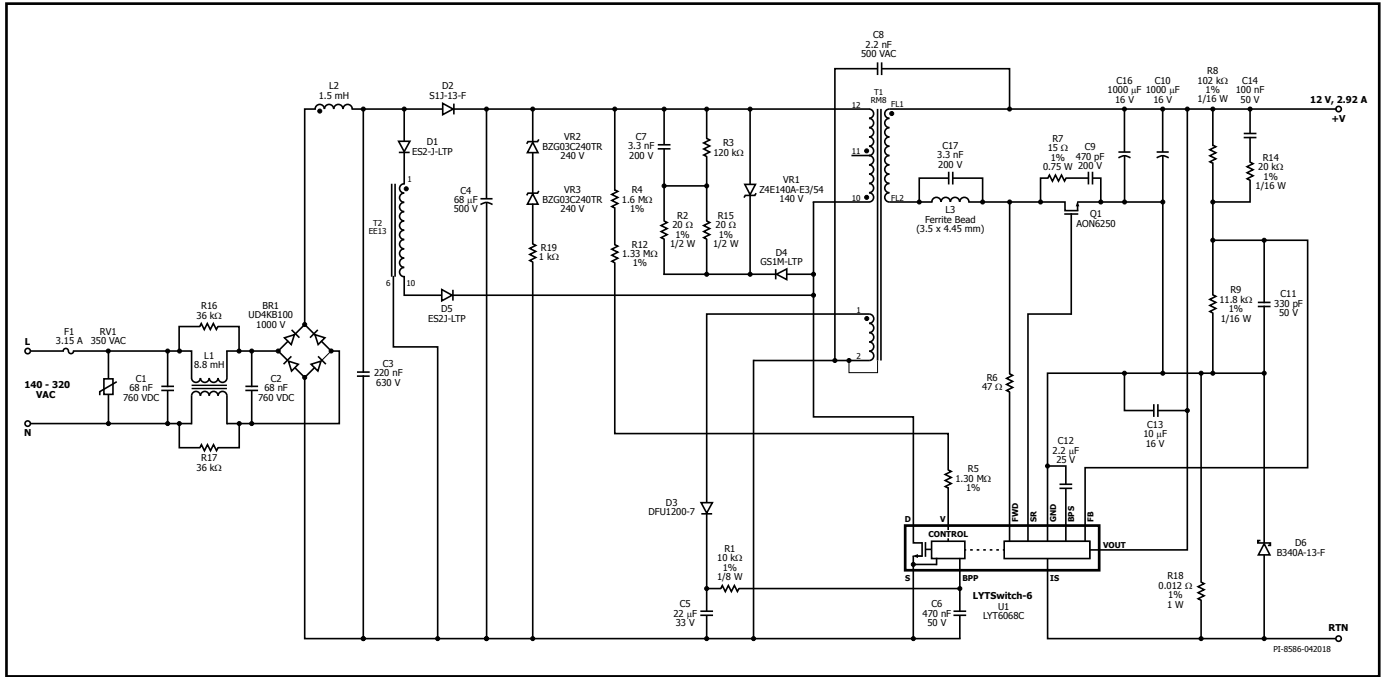 C8
2.2 nF
500 VAC
L2
1.5 mH
D2
S1J-13-F
T1
RM8
12
FL1
11
10
FL2
C16
1000 μF
16 V
C10
1000 μF
16 V
R8
102 kΩ
1%
1/16 W
C14
100 nF
50 V
12 V, 2.92 A
+V
D1
ES2-J-LTP
VR2
BZG03C240TR
240 V
C7
3.3 nF
200 V
R3
120 kΩ
C17
3.3 nF
200 V
R7
15 Ω
1%
0.75 W
C9
470 pF
200 V
R14
20 kΩ
1%
1/16 W
1
T2
EE13
6
10
C4
68 μF
500 V
VR3
BZG03C240TR
240 V
R4
1.6 MΩ
1%
VR1
Z4E140A-E3/54
140 V
L3
Ferrite Bead
(3.5 x 4.45 mm)
Q1
AON6250
R19
1 kΩ
R12
1.33 MΩ
1%
R2
20 Ω
1%
1/2 W
R15
20 Ω
1%
1/2 W
D4
GS1M-LTP
D5
ES2J-LTP
R9
11.8 kΩ
1%
1/16 W
C11
330 pF
50 V
R16
36 kΩ
BR1
UD4KB100
1000 V
1
2
L
F1
3.15 A
RV1
350 VAC
L1
8.8 mH
140 - 320
VAC
C1
68 nF
760 VDC
C2
68 nF
760 VDC
C3
220 nF
630 V
R6
47 Ω
N
R17
36 kΩ
C13
10 μF
16 V
C12
2.2 μF
25 V
R5
1.30 MΩ
1%
D3
DFU1200-7
D
V
FWD
SR
GND
BPS
FB
CONTROL
VOUT
D6
B340A-13-F
R1
10 kΩ
1%
1/8 W
S
BPP
IS
R18
0.012 Ω
1%
1 W
LYTSwitch-6
U1
LYT6068C
C5
22 μF
33 V
C6
470 nF
50 V
RTN
PI-8586-042018